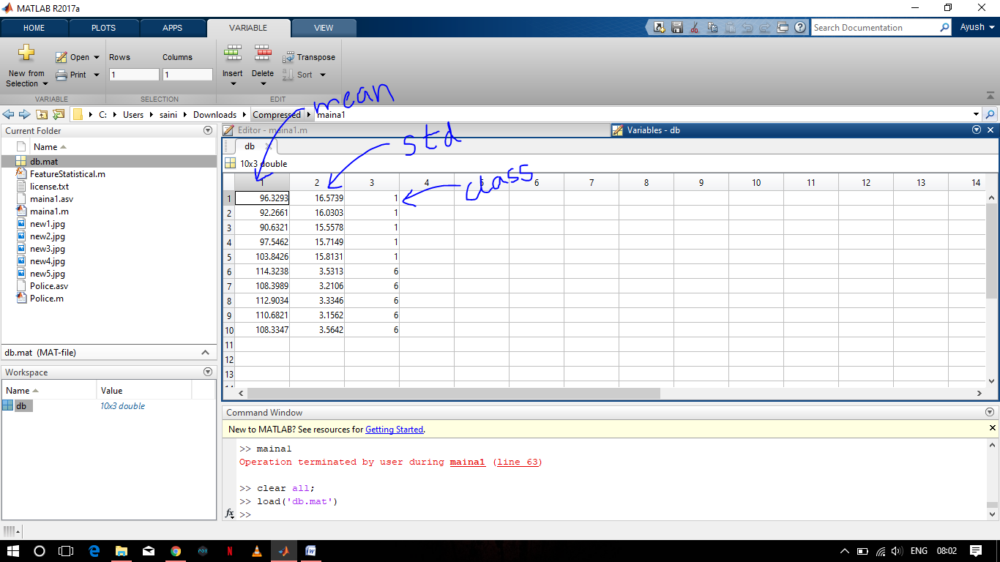 MATLAB R2017a
HOME PLOTS APPS VARIABLE VIEW
Search Documentation Ayush
New from Selection
Open
Print
Rows Columns
1 1
Insert Delete
Transpose
Sort
VARIABLE SELECTION EDIT
mean
C: Users saini Downloads Compressed maina1
Current Folder
Name
db.mat
FeatureStatistical.m
license.txt
maina1.asv
maina1.m
new1.jpg
new2.jpg
new3.jpg
new4.jpg
new5.jpg
Police.asv
Police.m
db.mat (MAT-file)
Workspace
Name Value
db 10x3 double
Editor - maina1.m
Variables - db
std
db
10x3 double
class
1 2 3 4 5 6 7 8 9 10 11 12 13 14
1 96.3293 16.5739 1
2 92.2661 16.0303 1
3 90.6321 15.5578 1
4 97.5462 15.7149 1
5 103.8426 15.8131 1
6 114.3238 3.5313 6
7 108.3989 3.2106 6
8 112.9034 3.3346 6
9 110.6821 3.1562 6
10 108.3347 3.5642 6
11
12
13
14
Command Window
New to MATLAB? See resources for Getting Started.
>> maina1
Operation terminated by user during maina1 (line 63)
>> clear all;
>> load('db.mat')
fx >>
ENG 08:02